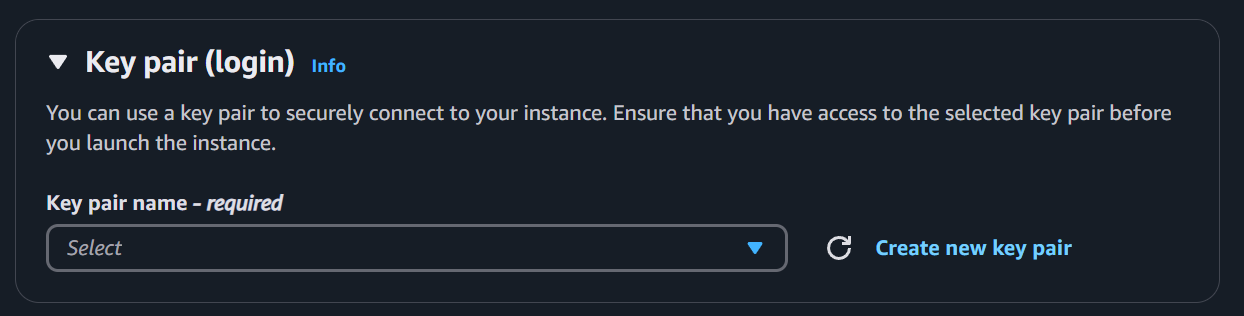 Key pair (login) Info
You can use a key pair to securely connect to your instance. Ensure that you have access to the selected key pair before
you launch the instance.
Key pair name - required
Select
Create new key pair